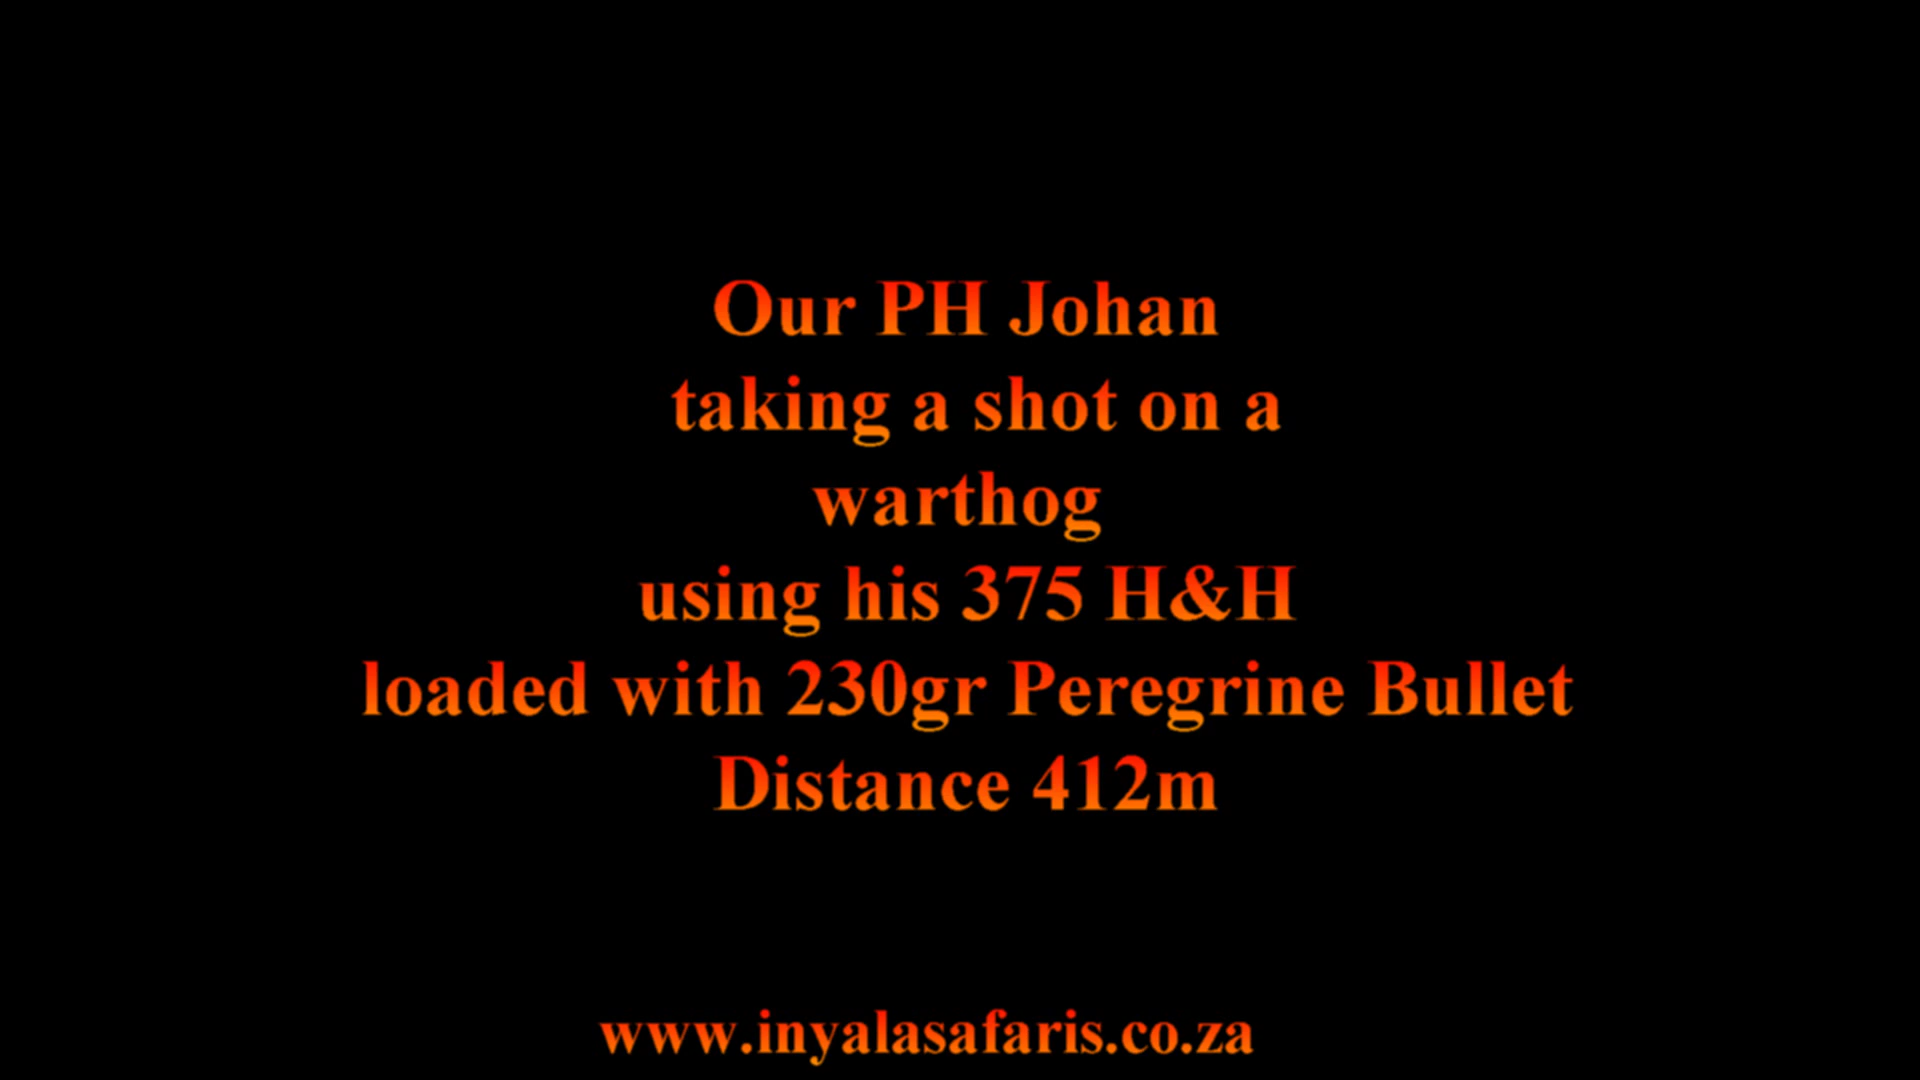 Our PH Johan
taking a shot on a
warthog
using his 375 H&H
loaded with 230gr Peregrine Bullet
Distance 412m
www.inyalasafaris.co.za